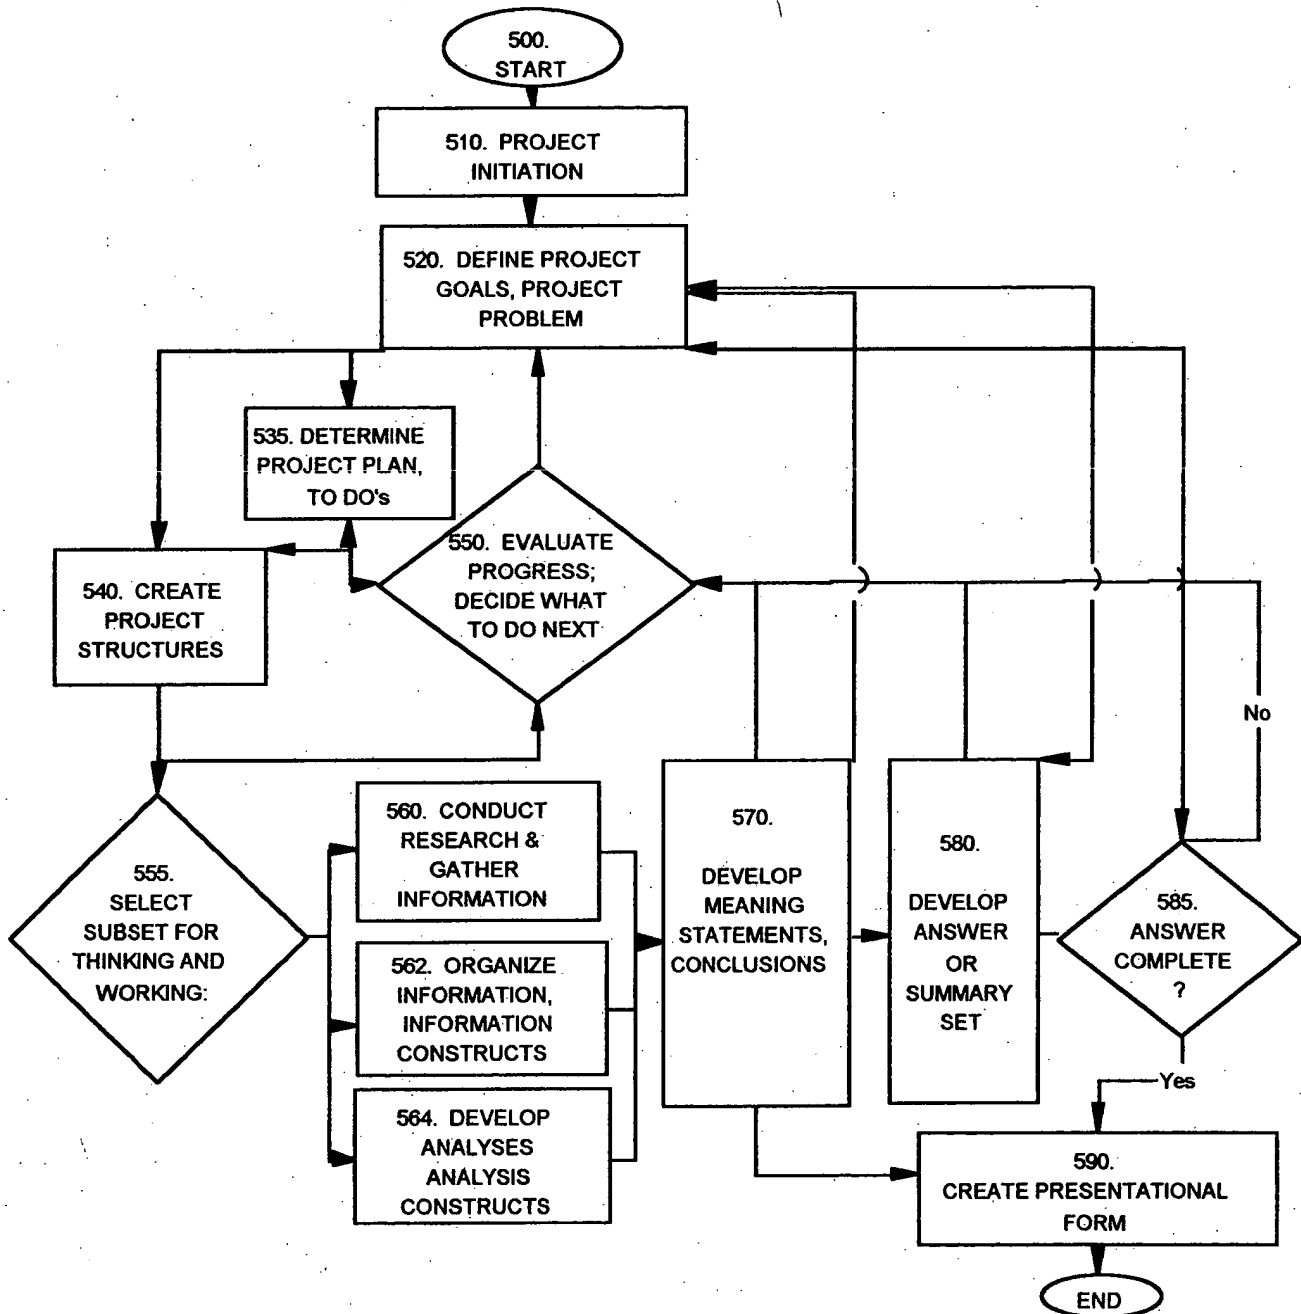 500.
START
510. PROJECT
INITIATION
520. DEFINE PROJECT
GOALS, PROJECT
PROBLEM
535. DETERMINE
PROJECT PLAN,
TO DO's
550. EVALUATE
PROGRESS;
DECIDE WHAT
TO DO NEXT
540. CREATE
PROJECT
STRUCTURES
No
555.
SELECT
SUBSET FOR
THINKING AND
WORKING:
560. CONDUCT
RESEARCH &
GATHER
INFORMATION
562. ORGANIZE
INFORMATION,
INFORMATION
CONSTRUCTS
564. DEVELOP
ANALYSES
ANALYSIS
CONSTRUCTS
570.
DEVELOP
MEANING
STATEMENTS,
CONCLUSIONS
580.
DEVELOP
ANSWER
OR
SUMMARY
SET
585.
ANSWER
COMPLETE
?
Yes
590.
CREATE PRESENTATIONAL
FORM
END